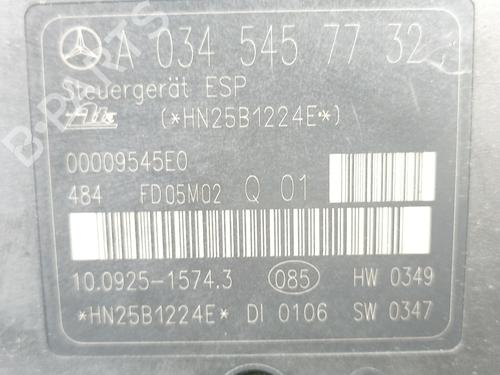 A 034 545 77 32
Steuergerät ESP
Ate (*HN25B1224E*)
00009545E0
484 FD05M02 Q 01
10.0925-1574.3 085 HW 0349
*HN25B1224E* DI 0106 SW 0347
B-PARTS